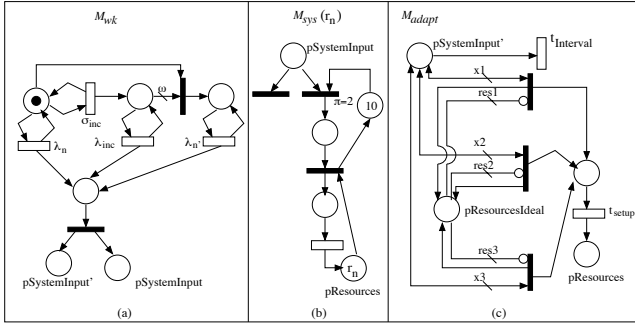 M_wk
ω
σ_inc
λ_n
λ_inc
λ_n'
pSystemInput'
pSystemInput
(a)
M_sys (r_n)
pSystemInput
π=2
10
r_n
pResources
(b)
M_adapt
pSystemInput'
t_Interval
x1
res1
x2
res2
pResourcesIdeal
t_setup
res3
x3
pResources
(c)